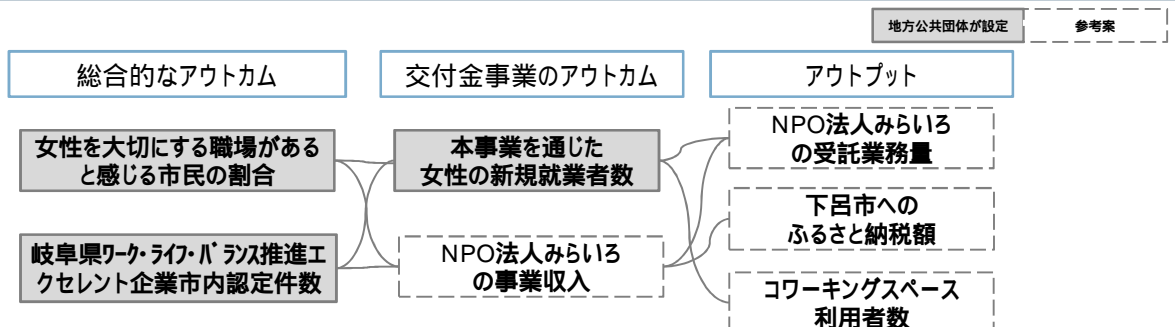 地方公共団体が設定
参考案
総合的なアウトカム
交付金事業のアウトカム
アウトプット
女性を大切にする職場がある
と感じる市民の割合
岐阜県ワーク・ライフ・バランス推進エ
クセレント企業市内認定件数
本事業を通じた
女性の新規就業者数
NPO法人みらいろ
の事業収入
NPO法人みらいろ
の受託業務量
下呂市への
ふるさと納税額
コワーキングスペース
利用者数